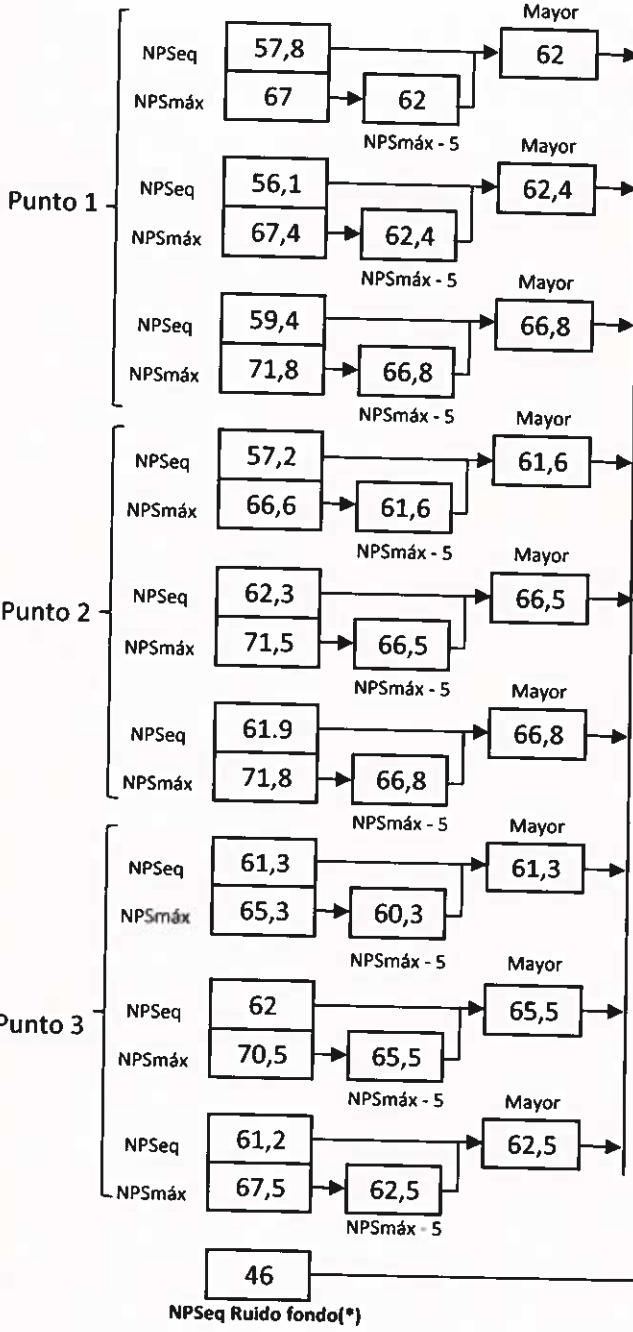 Mayor
NPSeq 57,8 62
NPSmáx 67 62
NPSmáx - 5
Mayor
Punto 1
NPSeq 56,1 62,4
NPSmáx 67,4 62,4
NPSmáx - 5
Mayor
NPSeq 59,4 66,8
NPSmáx 71,8 66,8
NPSmáx - 5
Mayor
NPSeq 57,2 61,6
NPSmáx 66,6 61,6
NPSmáx - 5
Mayor
Punto 2
NPSeq 62,3 66,5
NPSmáx 71,5 66,5
NPSmáx - 5
Mayor
NPSeq 61.9 66,8
NPSmáx 71,8 66,8
NPSmáx - 5
Mayor
NPSeq 61,3 61,3
NPSmáx 65,3 60,3
NPSmáx - 5
Mayor
Punto 3
NPSeq 62 65,5
NPSmáx 70,5 65,5
NPSmáx - 5
Mayor
NPSeq 61,2 62,5
NPSmáx 67,5 62,5
NPSmáx - 5
46
NPSeq Ruido fondo(*)